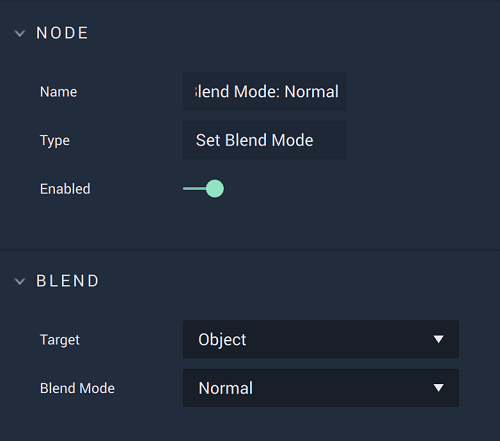 NODE
Name
Blend Mode: Normal
Type
Set Blend Mode
Enabled
BLEND
Target
Object
Blend Mode
Normal